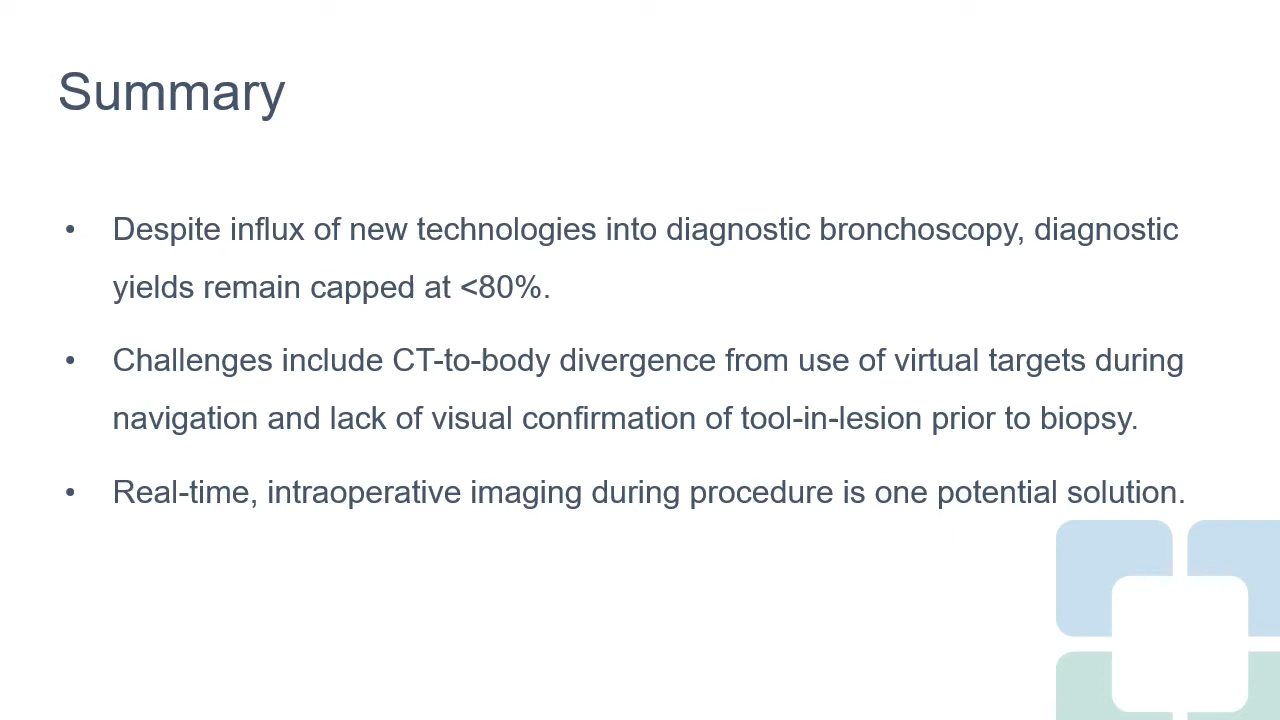 Summary
• Despite influx of new technologies into diagnostic bronchoscopy, diagnostic
yields remain capped at <80%.
• Challenges include CT-to-body divergence from use of virtual targets during
navigation and lack of visual confirmation of tool-in-lesion prior to biopsy.
• Real-time, intraoperative imaging during procedure is one potential solution.